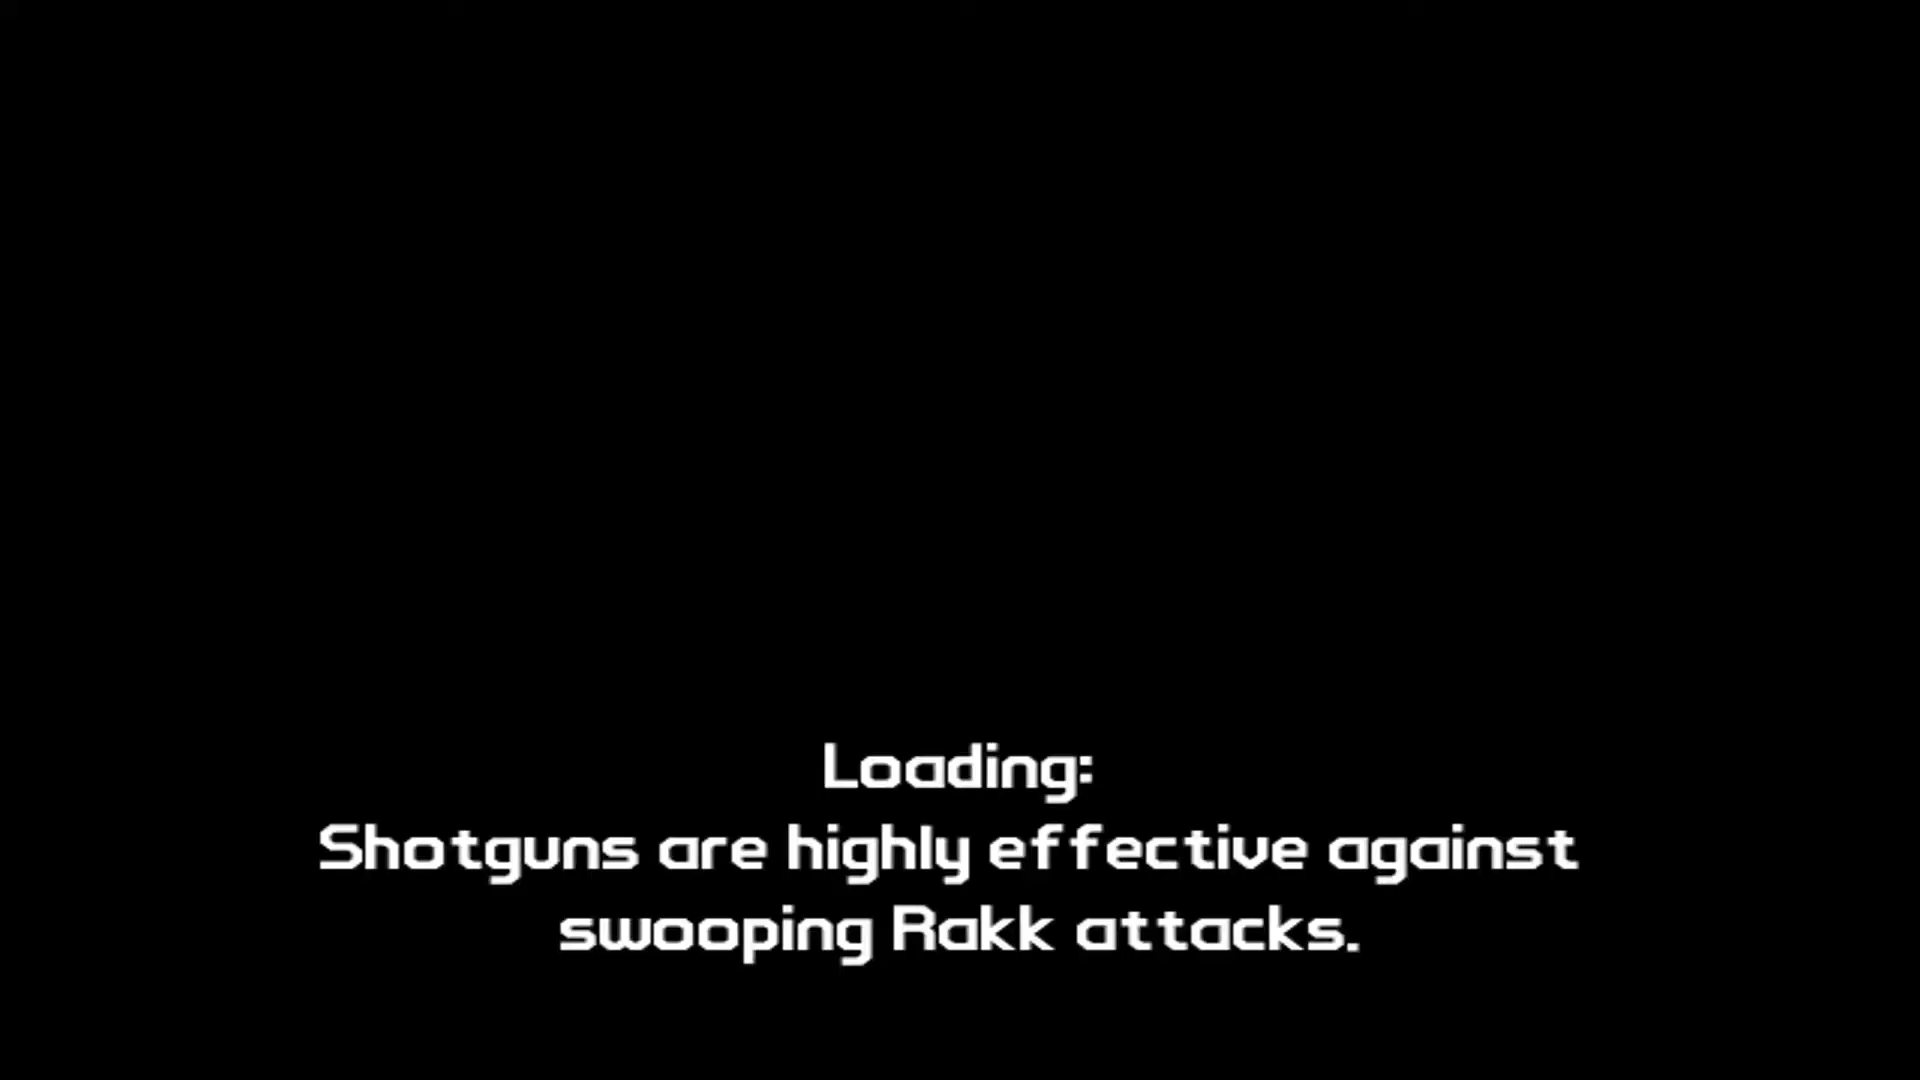 Loading:
Shotguns are highly effective against
swooping Rakk attacks.